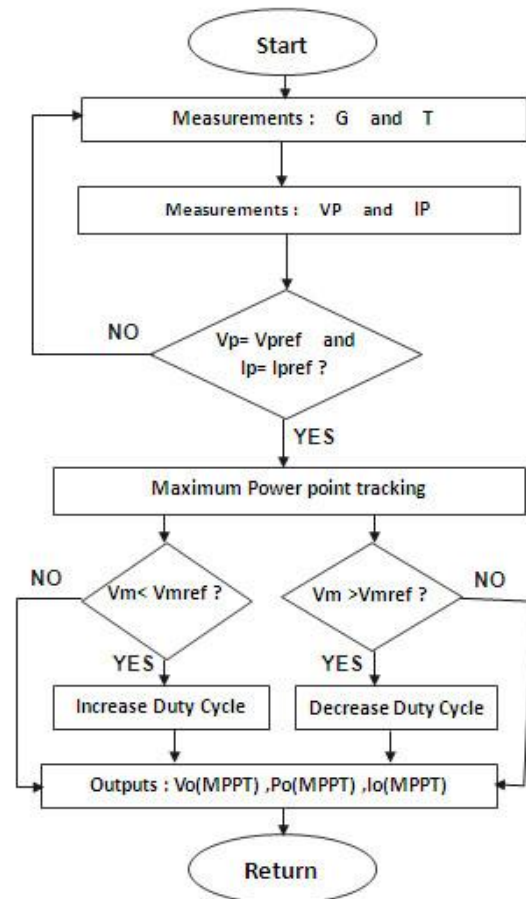 Start
Measurements : G and T
Measurements : VP and IP
Vp= Vpref and
Ip= Ipref ?
NO
YES
Maximum Power point tracking
NO
Vm< Vmref ?
Vm >Vmref ?
NO
YES
YES
Increase Duty Cycle
Decrease Duty Cycle
Outputs : Vo(MPPT) ,Po(MPPT) ,Io(MPPT)
Return